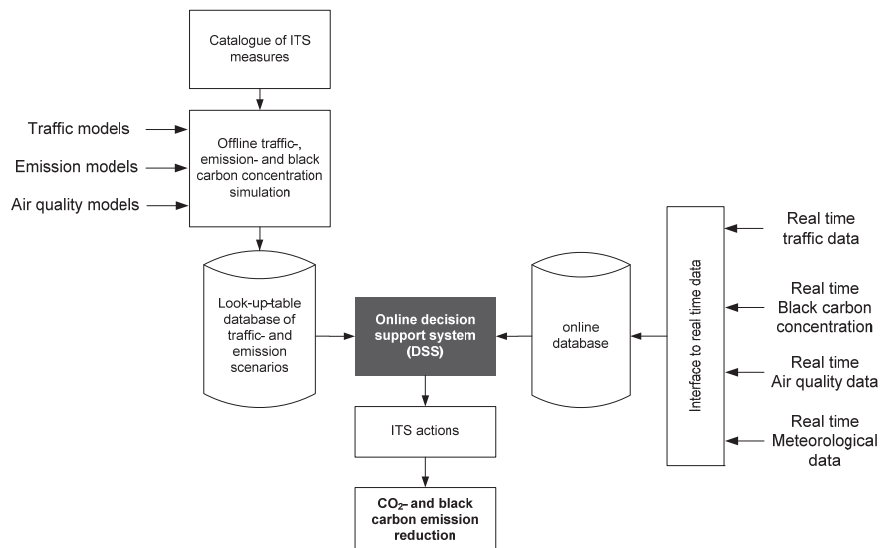 Catalogue of ITS
measures
Traffic models
Emission models
Air quality models
Offline traffic-,
emission- and black
carbon concentration
simulation
Look-up-table
database of
traffic- and
emission
scenarios
Online decision
support system
(DSS)
online
database
Interface to real time data
Real time
traffic data
Real time
Black carbon
concentration
Real time
Air quality data
Real time
Meteorological
data
ITS actions
CO₂- and black
carbon emission
reduction